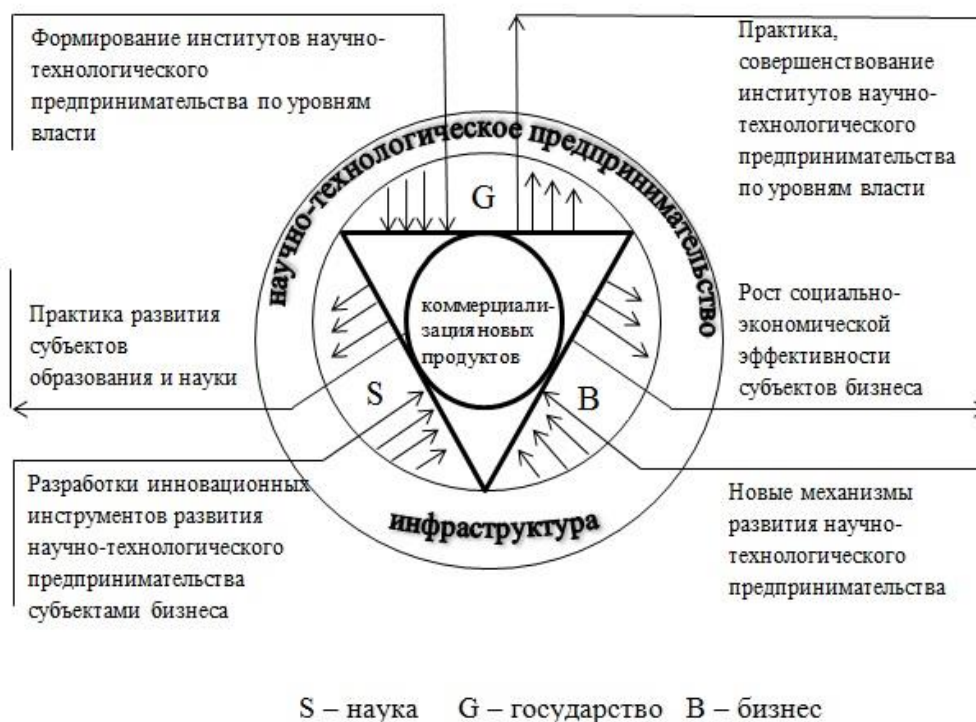 Формирование институтов научно-
технологического
предпринимательства по уровням
власти
Практика,
совершенствование
институтов научно-
технологического
предпринимательства
по уровням власти
научно-технологическое предпринимательство
G
коммерциали-
зация новых
продуктов
Практика развития
субъектов
образования и науки
Рост социально-
экономической
эффективности
субъектов бизнеса
S
B
Разработки инновационных
инструментов развития
научно-технологического
предпринимательства
субъектами бизнеса
Новые механизмы
развития научно-
технологического
предпринимательства
инфраструктура
S – наука G – государство B – бизнес